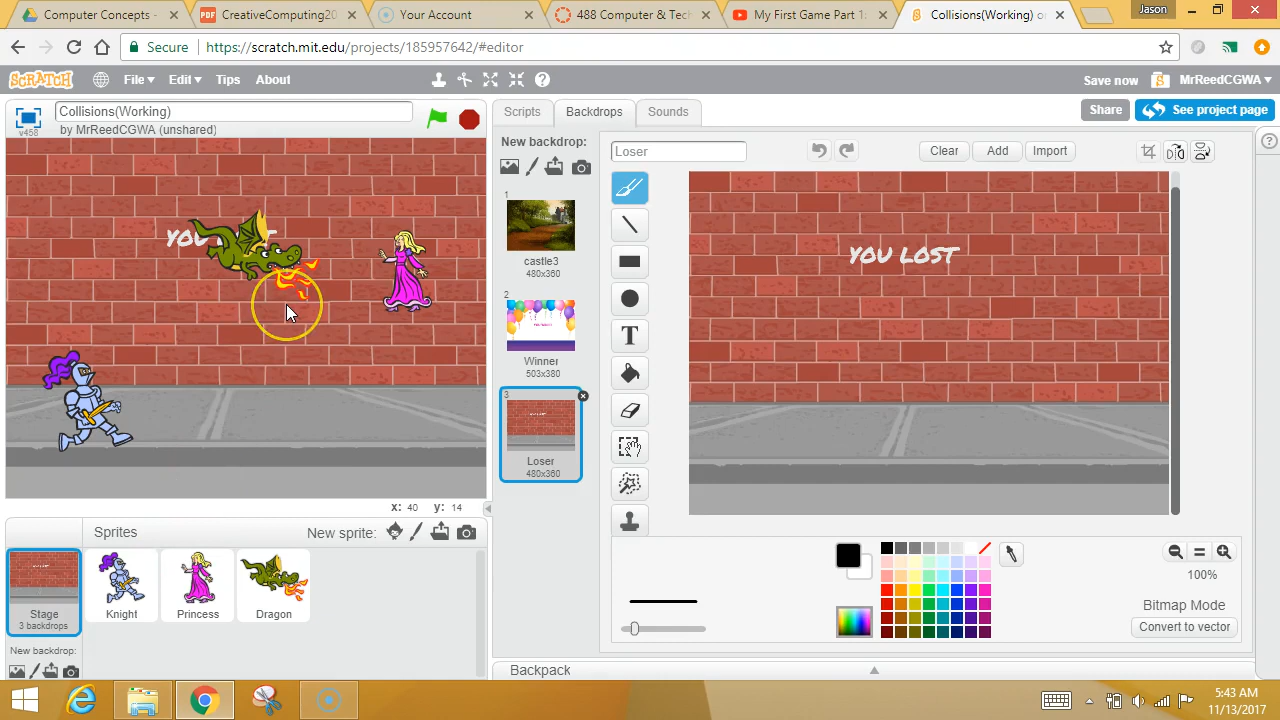 Computer Concepts -
CreativeComputing20
Your Account
488 Computer & Tech
My First Game Part 1:
Collisions(Working) o
Jason
Secure
https://scratch.mit.edu/projects/185957642/#editor
SCRATCH
File
Edit
Tips
About
Save now
MrReedCGWA
v458
Collisions(Working)
by MrReedCGWA (unshared)
Scripts
Backdrops
Sounds
Share
See project page
New backdrop:
Loser
Clear
Add
Import
1
castle3
480x360
2
Winner
503x380
3
Loser
480x360
YOU LOST
x: 40 y: 14
Sprites
New sprite:
Stage
3 backdrops
Knight
Princess
Dragon
New backdrop:
T
100%
Bitmap Mode
Convert to vector
Backpack
5:43 AM
11/13/2017